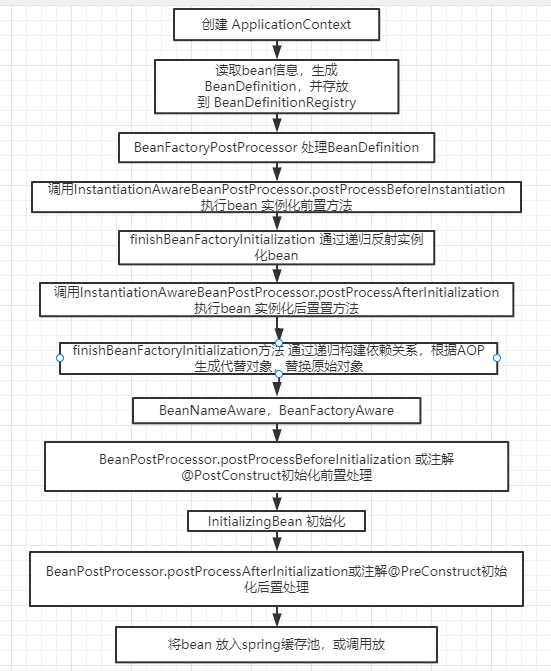 创建 ApplicationContext
读取bean信息，生成
BeanDefinition，并存放
到 BeanDefinitionRegistry
BeanFactoryPostProcessor 处理BeanDefinition
调用InstantiationAwareBeanPostProcessor.postProcessBeforeInstantiation
执行bean 实例化前置方法
finishBeanFactoryInitialization 通过递归反射实例
化bean
调用InstantiationAwareBeanPostProcessor.postProcessAfterInitialization
执行bean 实例化后置置方法
finishBeanFactoryInitialization方法 通过递归构建依赖关系，根据AOP
生成代替对象，替换原始对象
BeanNameAware，BeanFactoryAware
BeanPostProcessor.postProcessBeforeInitialization 或注解
@PostConstruct初始化前置处理
InitializingBean 初始化
BeanPostProcessor.postProcessAfterInitialization或注解@PreConstruct初始
化后置处理
将bean 放入spring缓存池，或调用放